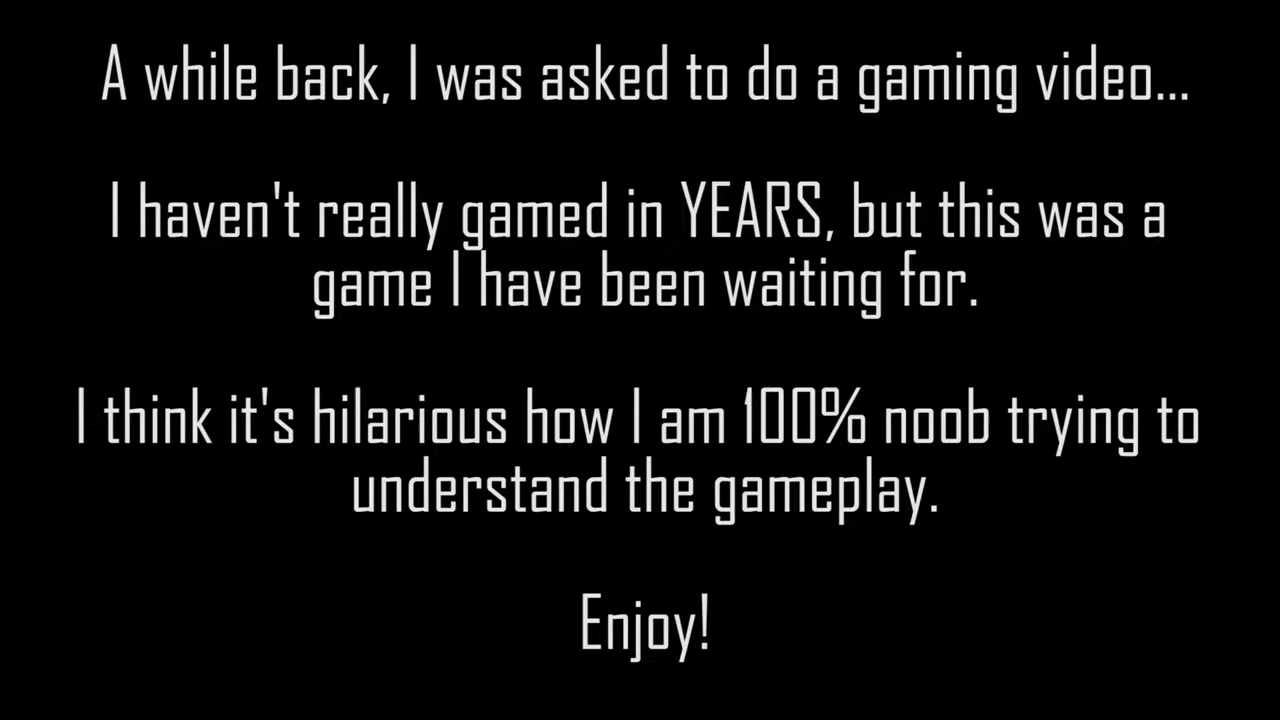 A while back, I was asked to do a gaming video...
I haven't really gamed in YEARS, but this was a
game I have been waiting for.
I think it's hilarious how I am 100% noob trying to
understand the gameplay.
Enjoy!